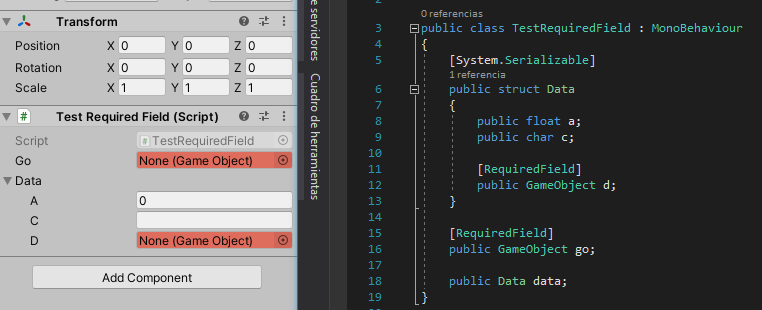 Transform
Position X 0 Y 0 Z 0
Rotation X 0 Y 0 Z 0
Scale X 1 Y 1 Z 1
# Test Required Field (Script)
Script # TestRequiredField
Go None (Game Object)
Data
A 0
C
D None (Game Object)
Add Component
de servidores
Cuadro de herramientas
2
0 referencias
3 public class TestRequiredField : MonoBehaviour
4 {
5 [System.Serializable]
1 referencia
6 public struct Data
7 {
8 public float a;
9 public char c;
10
11 [RequiredField]
12 public GameObject d;
13 }
14
15 [RequiredField]
16 public GameObject go;
17
18 public Data data;
19 }